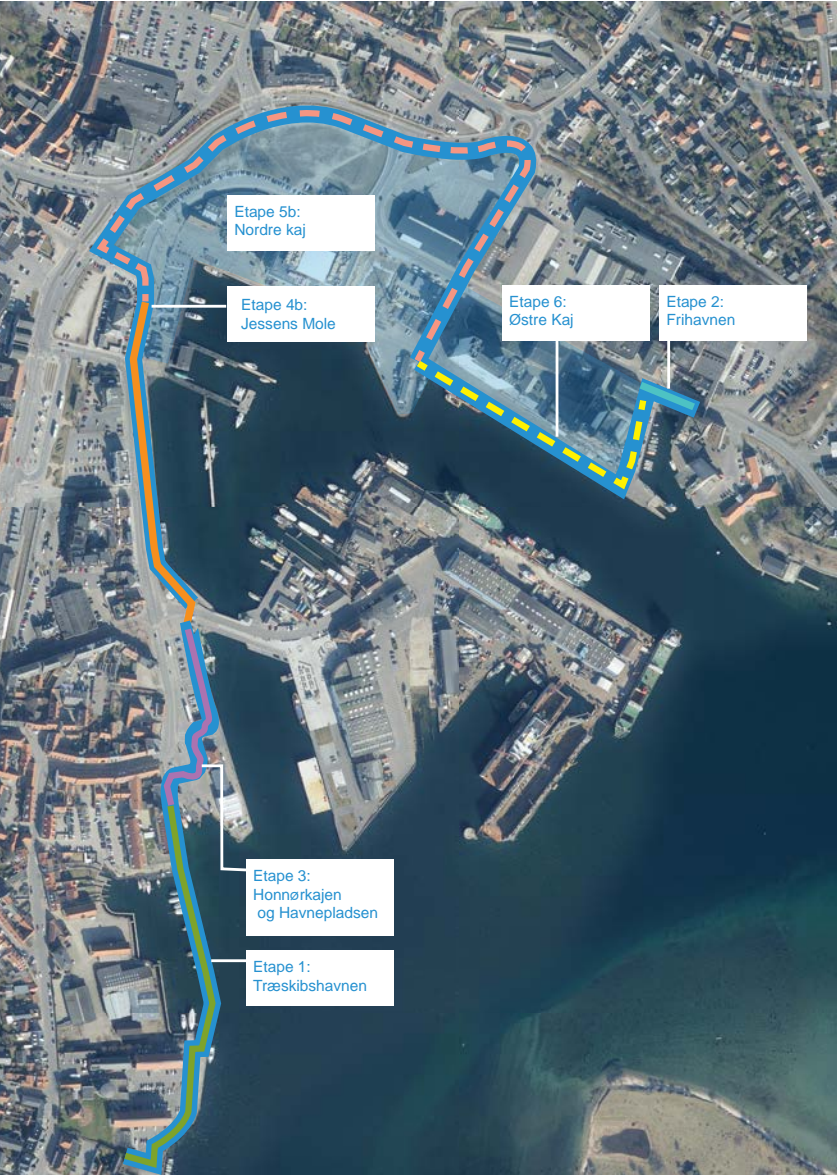 Etape 5b:
Nordre kaj
Etape 4b:
Jessens Mole
Etape 6:
Østre Kaj
Etape 2:
Frihavnen
Etape 3:
Honnørkajen
og Havnepladsen
Etape 1:
Træskibshavnen